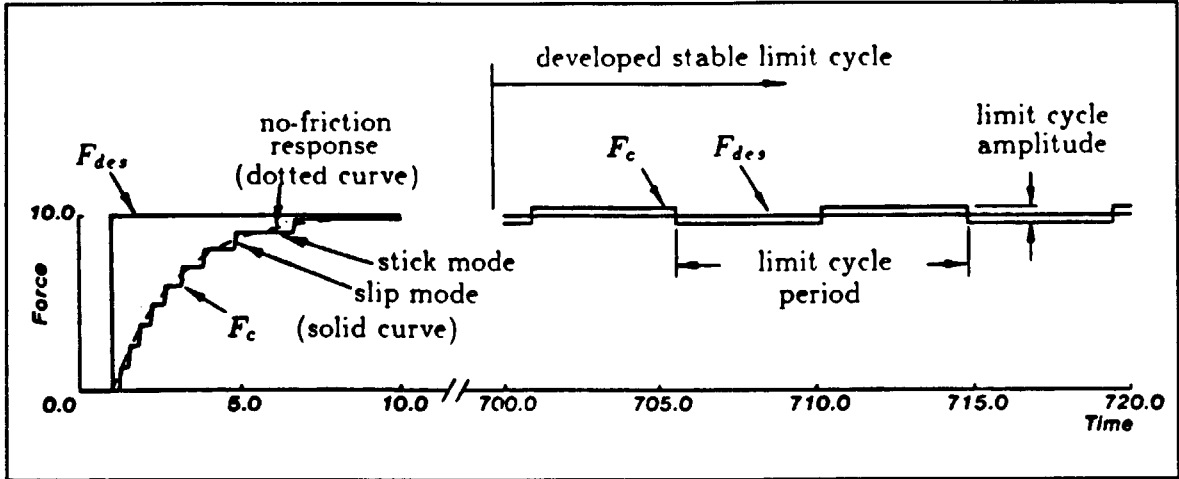 developed stable limit cycle
no-friction
response
(dotted curve)
limit cycle
amplitude
F_des
F_c
F_des
10.0
stick mode
slip mode
F_c (solid curve)
limit cycle
period
Force
0.0 5.0 10.0 700.0 705.0 710.0 715.0 720.0
Time